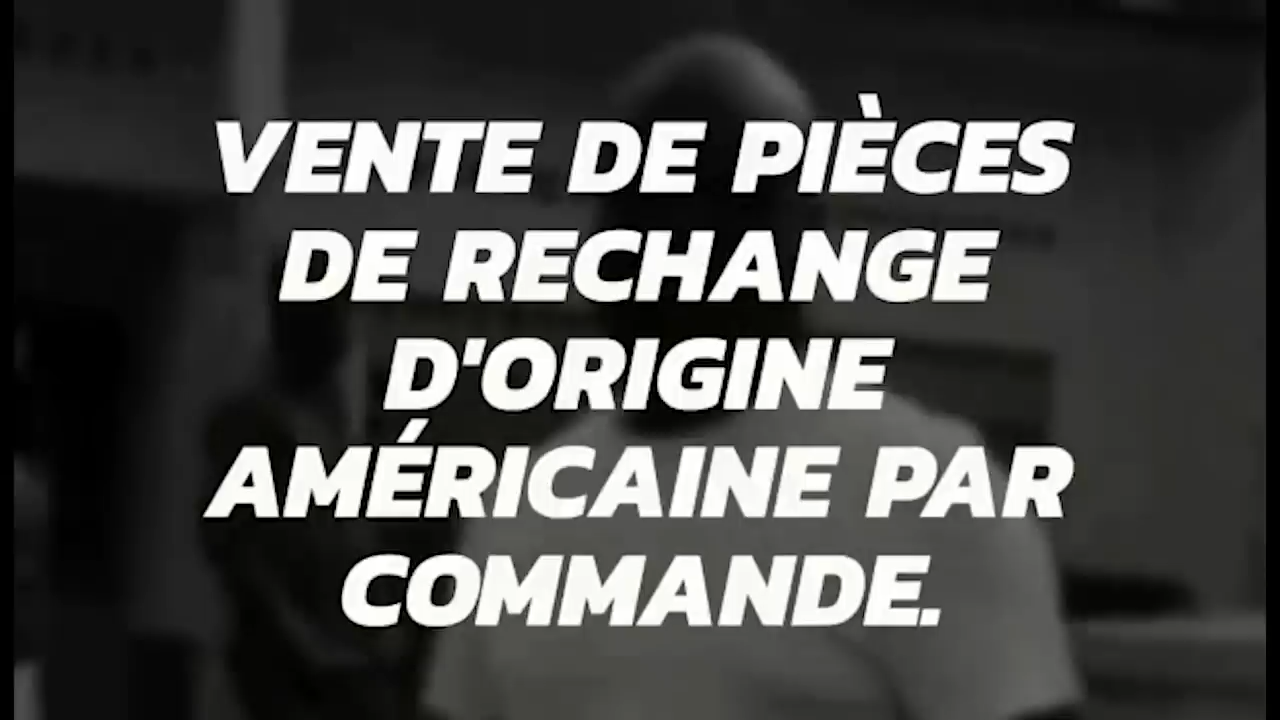 VENTE DE PIÈCES
DE RECHANGE
D'ORIGINE
AMÉRICAINE PAR
COMMANDE.